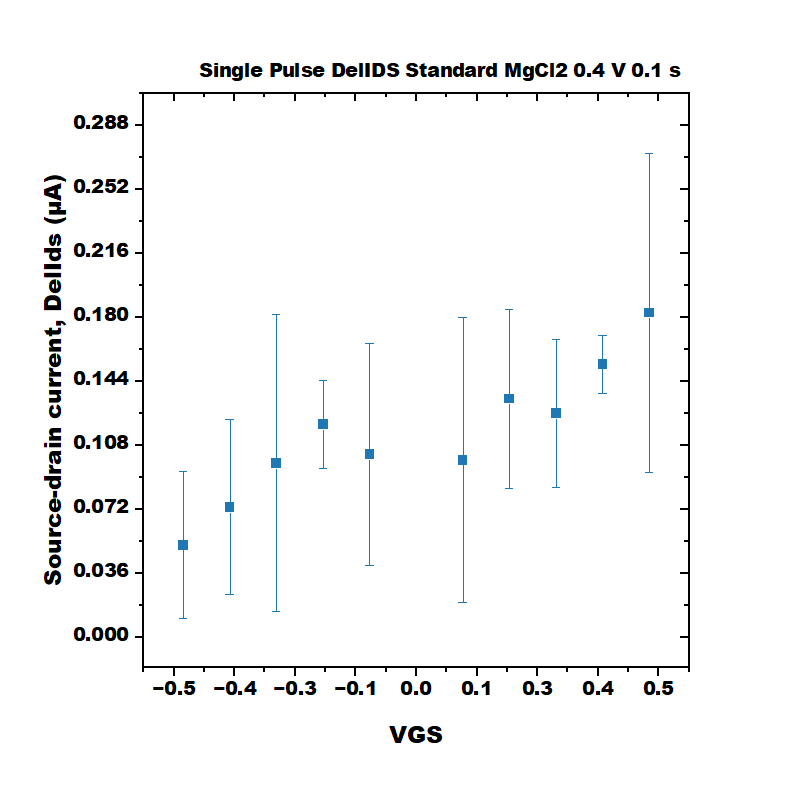 Single Pulse DelIDS Standard MgCl2 0.4 V 0.1 s
Source-drain current, DelIds (μA)
0.288
0.252
0.216
0.180
0.144
0.108
0.072
0.036
0.000
−0.5 −0.4 −0.3 −0.1 0.0 0.1 0.3 0.4 0.5
VGS